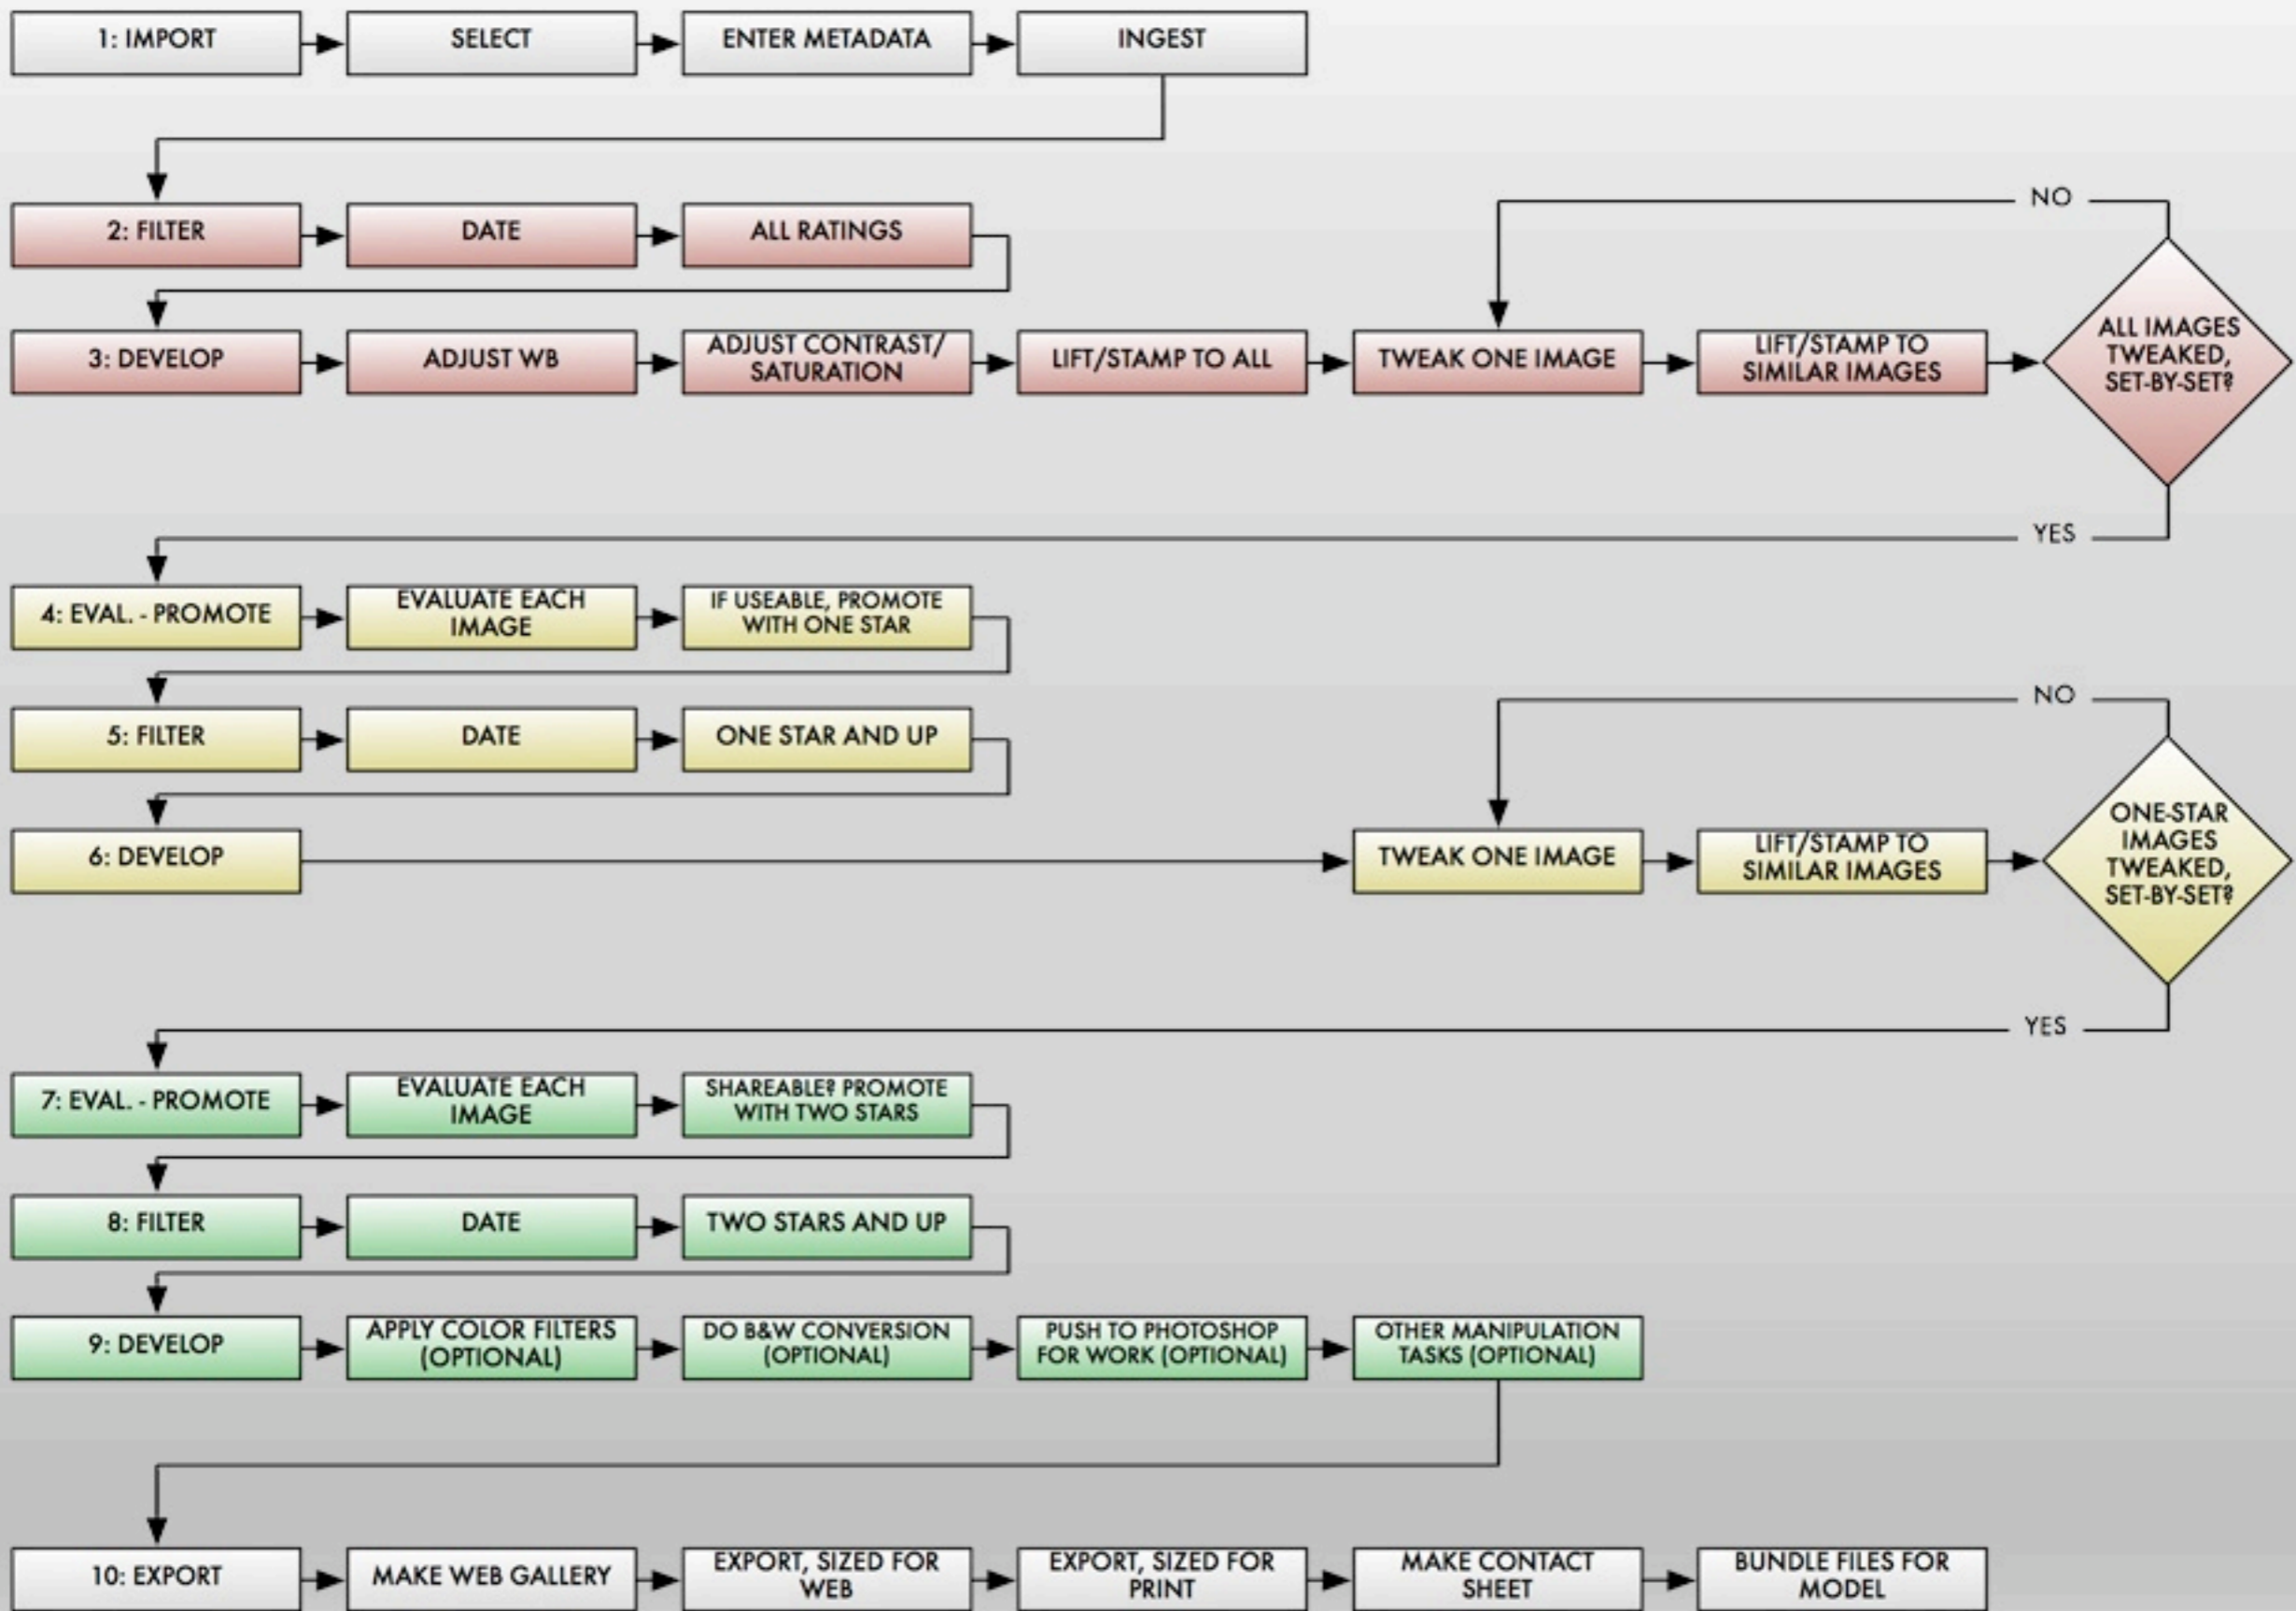 1: IMPORT
SELECT
ENTER METADATA
INGEST
2: FILTER
DATE
ALL RATINGS
NO
3: DEVELOP
ADJUST WB
ADJUST CONTRAST/
SATURATION
LIFT/STAMP TO ALL
TWEAK ONE IMAGE
LIFT/STAMP TO
SIMILAR IMAGES
ALL IMAGES
TWEAKED,
SET-BY-SET?
YES
4: EVAL. - PROMOTE
EVALUATE EACH
IMAGE
IF USEABLE, PROMOTE
WITH ONE STAR
5: FILTER
DATE
ONE STAR AND UP
NO
6: DEVELOP
TWEAK ONE IMAGE
LIFT/STAMP TO
SIMILAR IMAGES
ONE-STAR
IMAGES
TWEAKED,
SET-BY-SET?
YES
7: EVAL. - PROMOTE
EVALUATE EACH
IMAGE
SHAREABLE? PROMOTE
WITH TWO STARS
8: FILTER
DATE
TWO STARS AND UP
9: DEVELOP
APPLY COLOR FILTERS
(OPTIONAL)
DO B&W CONVERSION
(OPTIONAL)
PUSH TO PHOTOSHOP
FOR WORK (OPTIONAL)
OTHER MANIPULATION
TASKS (OPTIONAL)
10: EXPORT
MAKE WEB GALLERY
EXPORT, SIZED FOR
WEB
EXPORT, SIZED FOR
PRINT
MAKE CONTACT
SHEET
BUNDLE FILES FOR
MODEL